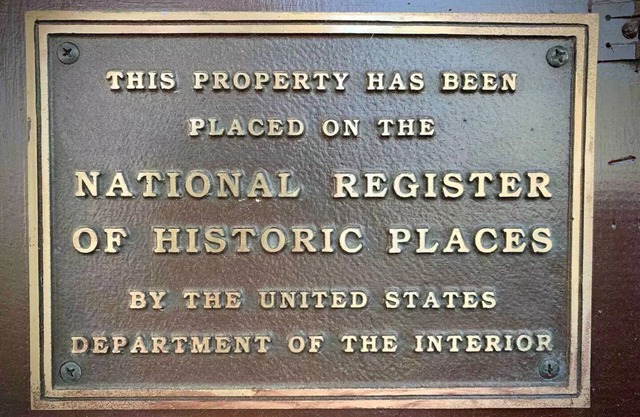 THIS PROPERTY HAS BEEN
PLACED ON THE
NATIONAL REGISTER
OF HISTORIC PLACES
BY THE UNITED STATES
DEPARTMENT OF THE INTERIOR